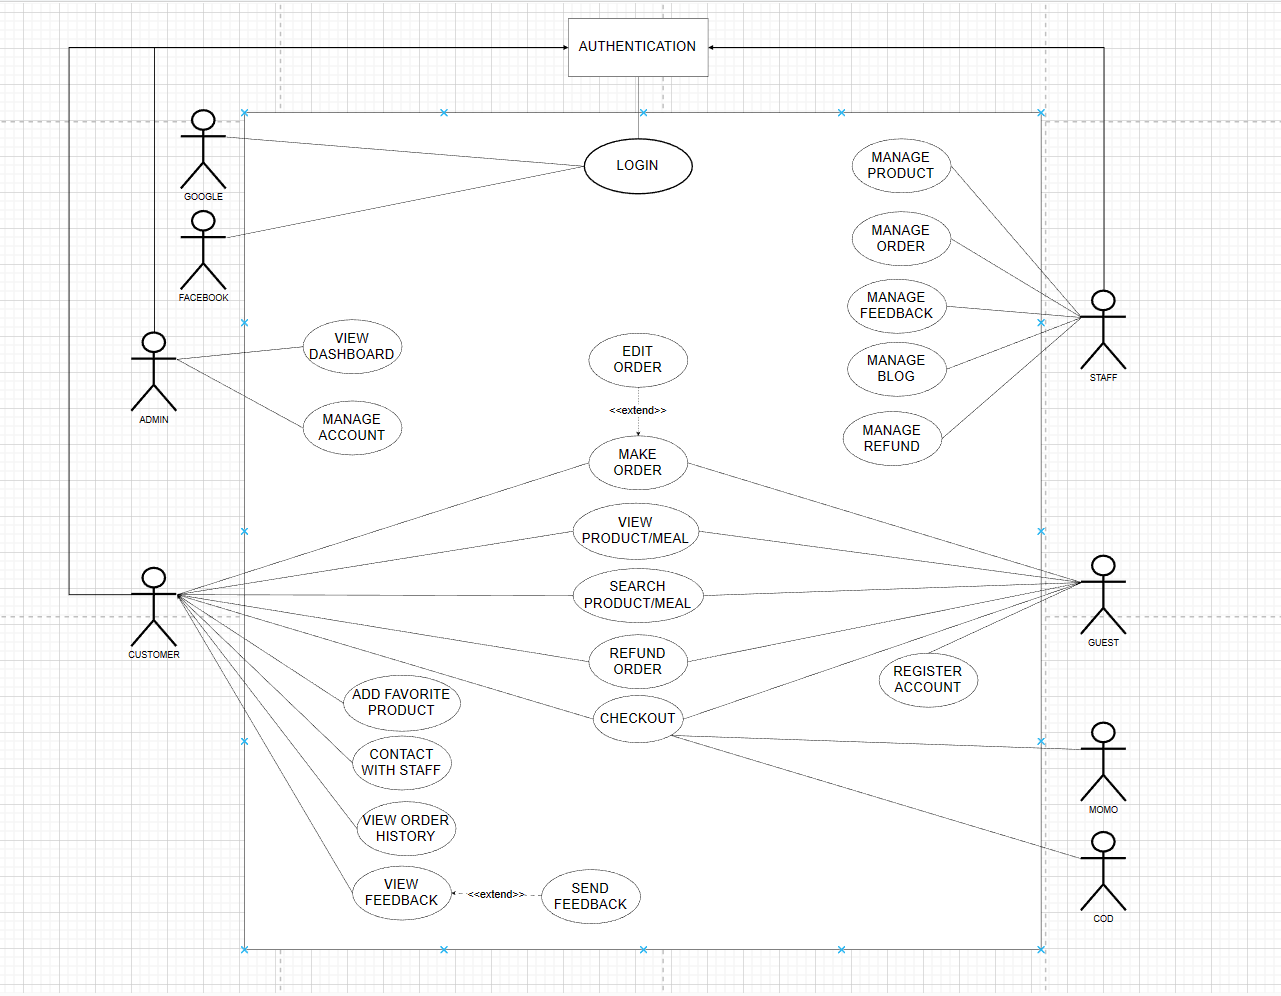 AUTHENTICATION
GOOGLE
LOGIN
MANAGE
PRODUCT
FACEBOOK
MANAGE
ORDER
MANAGE
FEEDBACK
ADMIN
VIEW
DASHBOARD
EDIT
ORDER
MANAGE
BLOG
STAFF
MANAGE
ACCOUNT
<<extend>>
MANAGE
REFUND
MAKE
ORDER
VIEW
PRODUCT/MEAL
SEARCH
PRODUCT/MEAL
CUSTOMER
GUEST
REFUND
ORDER
REGISTER
ACCOUNT
ADD FAVORITE
PRODUCT
CHECKOUT
CONTACT
WITH STAFF
MOMO
VIEW ORDER
HISTORY
VIEW
FEEDBACK
<<extend>>
SEND
FEEDBACK
COD